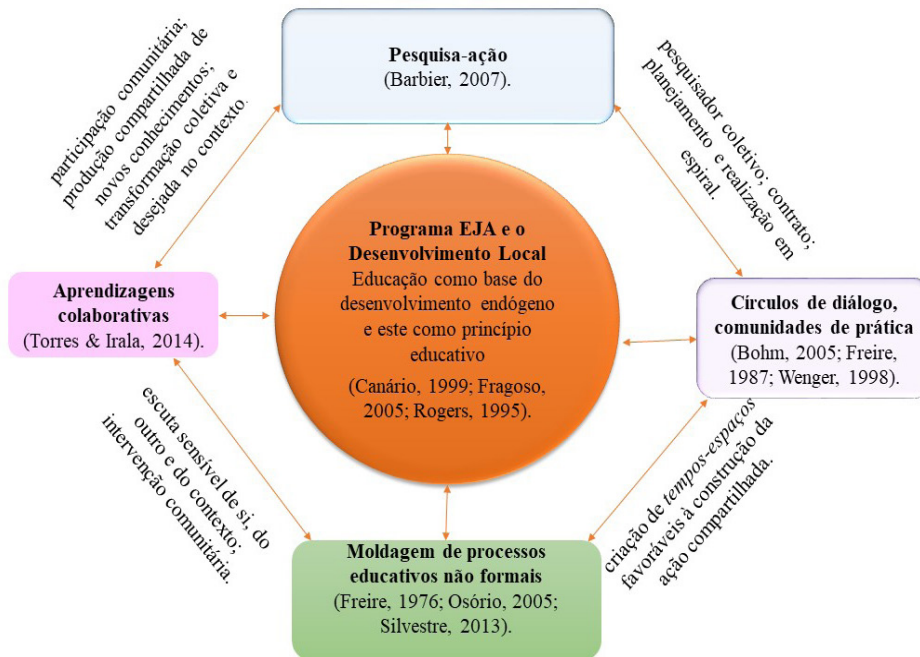 Pesquisa-ação
(Barbier, 2007).
participação comunitária;
produção compartilhada de
novos conhecimentos;
transformação coletiva e
desejada no contexto.
pesquisador coletivo; contrato;
planejamento e realização em
espiral.
Programa EJA e o
Desenvolvimento Local
Educação como base do
desenvolvimento endógeno
e este como princípio
educativo
(Canário, 1999; Fragoso,
2005; Rogers, 1995).
Aprendizagens
colaborativas
(Torres & Irala, 2014).
Círculos de diálogo,
comunidades de prática
(Bohm, 2005; Freire,
1987; Wenger, 1998).
escuta sensível de si, do
outro e do contexto;
intervenção comunitária.
criação de tempos-espaços
favoráveis à construção da
ação compartilhada.
Moldagem de processos
educativos não formais
(Freire, 1976; Osório, 2005;
Silvestre, 2013).